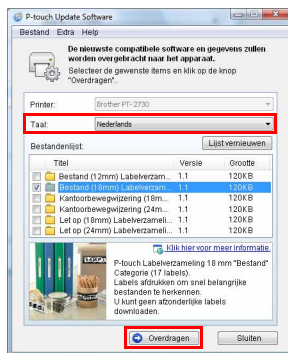 P-touch Update Software
Bestand Extra Help
De nieuwste compatibele software en gegevens zullen
worden overgebracht naar het apparaat.
Selecteer de gewenste items en klik op de knop
"Overdragen".
Printer: Brother PT-2730
Taal: Nederlands
Bestandenlijst: Lijst vernieuwen
Titel Versie Grootte
Bestand (12mm) Labelverzam... 1.1 120KB
Bestand (18mm) Labelverzam... 1.1 120KB
Kantoorbewegwijzering (18m... 1.1 120KB
Kantoorbewegwijzering (24m... 1.1 120KB
Let op (18mm) Labelverzameli... 1.1 120KB
Let op (24mm) Labelverzameli... 1.1 120KB
Klik hier voor meer informatie.
P-touch Labelverzameling 18 mm "Bestand"
Categorie (17 labels).
Labels afdrukken om snel belangrijke
bestanden te herkennen.
U kunt geen afzonderlijke labels
downloaden.
Overdragen Sluiten